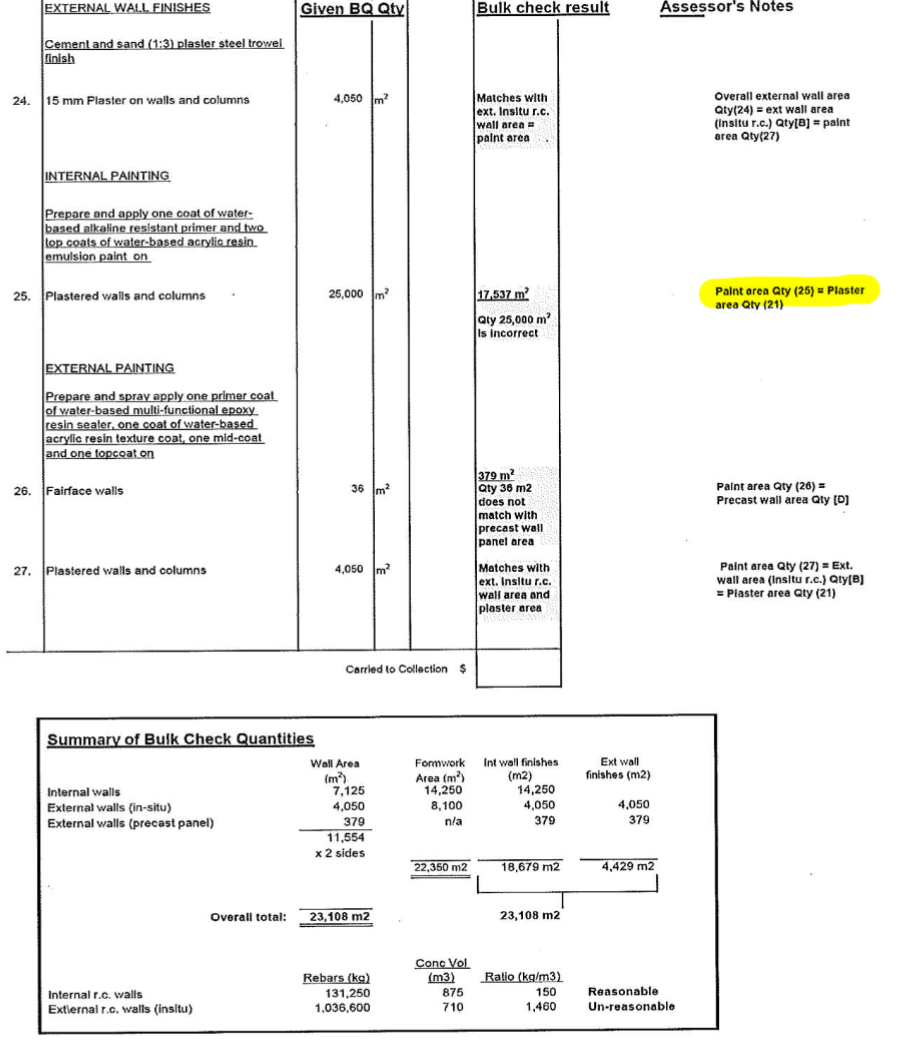 EXTERNAL WALL FINISHES Given BQ Qty Bulk check result Assessor's Notes
Cement and sand (1:3) plaster steel trowel
finish
24. 15 mm Plaster on walls and columns 4,050 m² Matches with Overall external wall area
ext. insitu r.c. Qty(24) = ext wall area
wall area = (insitu r.c.) Qty[B] = paint
paint area area Qty(27)
INTERNAL PAINTING
Prepare and apply one coat of water-
based alkaline resistant primer and two
top coats of water-based acrylic resin
emulsion paint on
25. Plastered walls and columns 25,000 m² 17,537 m² Paint area Qty (25) = Plaster
area Qty (21)
Qty 25,000 m²
is incorrect
EXTERNAL PAINTING
Prepare and spray apply one primer coat
of water-based multi-functional epoxy
resin sealer, one coat of water-based
acrylic resin texture coat, one mid-coat
and one topcoat on
379 m²
26. Fairface walls 36 m² Qty 36 m2 Paint area Qty (26) =
does not Precast wall area Qty [D]
match with
precast wall
panel area
27. Plastered walls and columns 4,050 m² Matches with Paint area Qty (27) = Ext.
ext. insitu r.c. wall area (insitu r.c.) Qty[B]
wall area and = Plaster area Qty (21)
plaster area
Carried to Collection $
Summary of Bulk Check Quantities
Wall Area Formwork Int wall finishes Ext wall
(m²) Area (m²) (m2) finishes (m2)
Internal walls 7,125 14,250 14,250
External walls (in-situ) 4,050 8,100 4,050 4,050
External walls (precast panel) 379 n/a 379 379
11,554
x 2 sides
22,350 m2 18,679 m2 4,429 m2
Overall total: 23,108 m2 23,108 m2
Conc Vol
Rebars (kg) (m3) Ratio (kg/m3)
Internal r.c. walls 131,250 875 150 Reasonable
Ext\ernal r.c. walls (insitu) 1,036,600 710 1,460 Un-reasonable